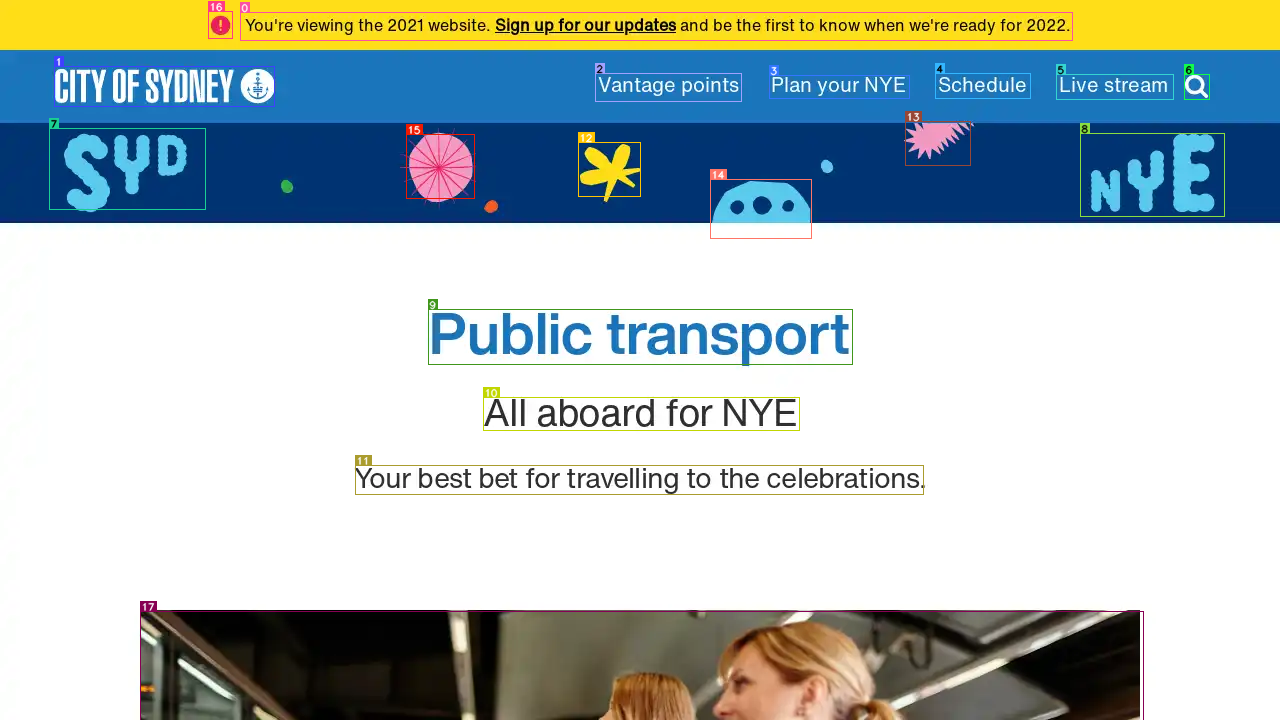 You're viewing the 2021 website. Sign up for our updates and be the first to know when we're ready for 2022.
CITY OF SYDNEY
Vantage points
Plan your NYE
Schedule
Live stream
SYD
NYE
Public transport
All aboard for NYE
Your best bet for travelling to the celebrations.
16
0
1
2
3
4
5
6
7
15
12
14
13
8
9
10
11
17